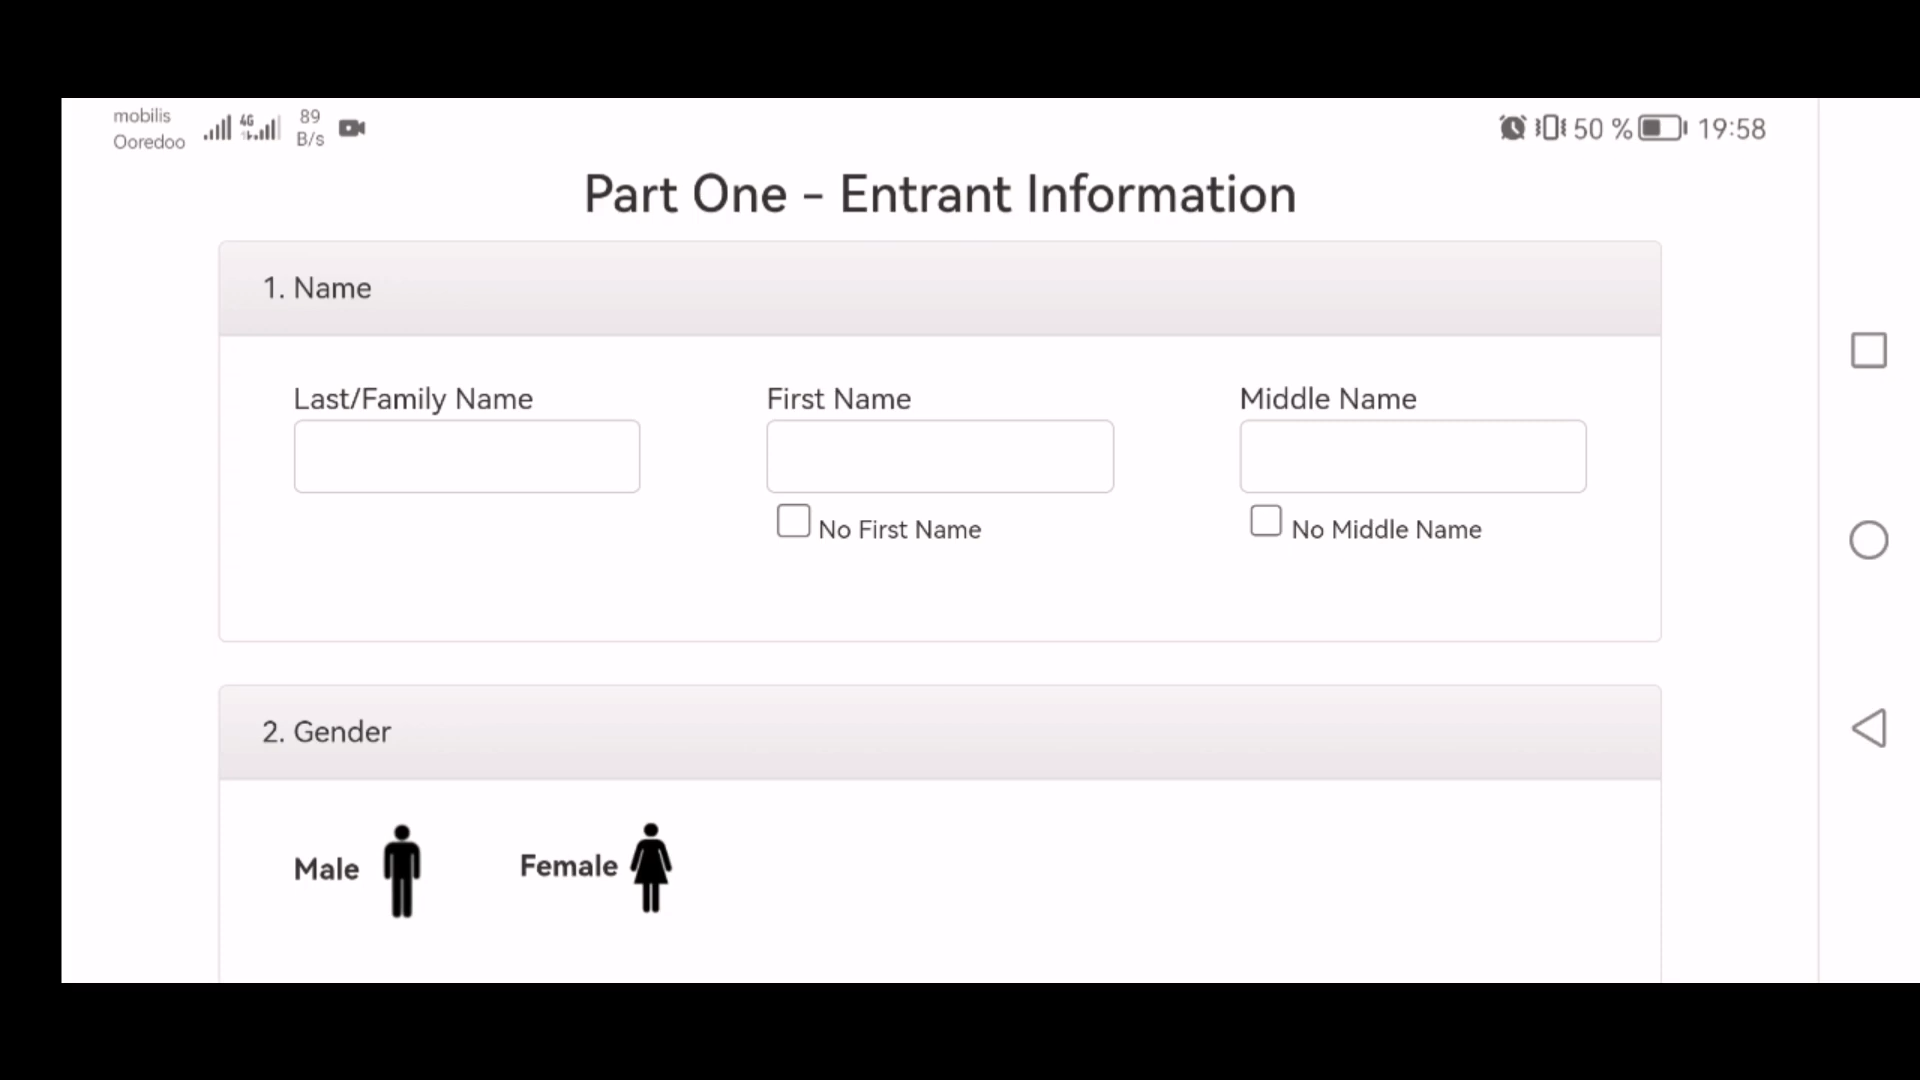 mobilis
Ooredoo
4G
89
B/s
50 %
19:58
Part One - Entrant Information
1. Name
Last/Family Name
First Name
Middle Name
No First Name
No Middle Name
2. Gender
Male
Female